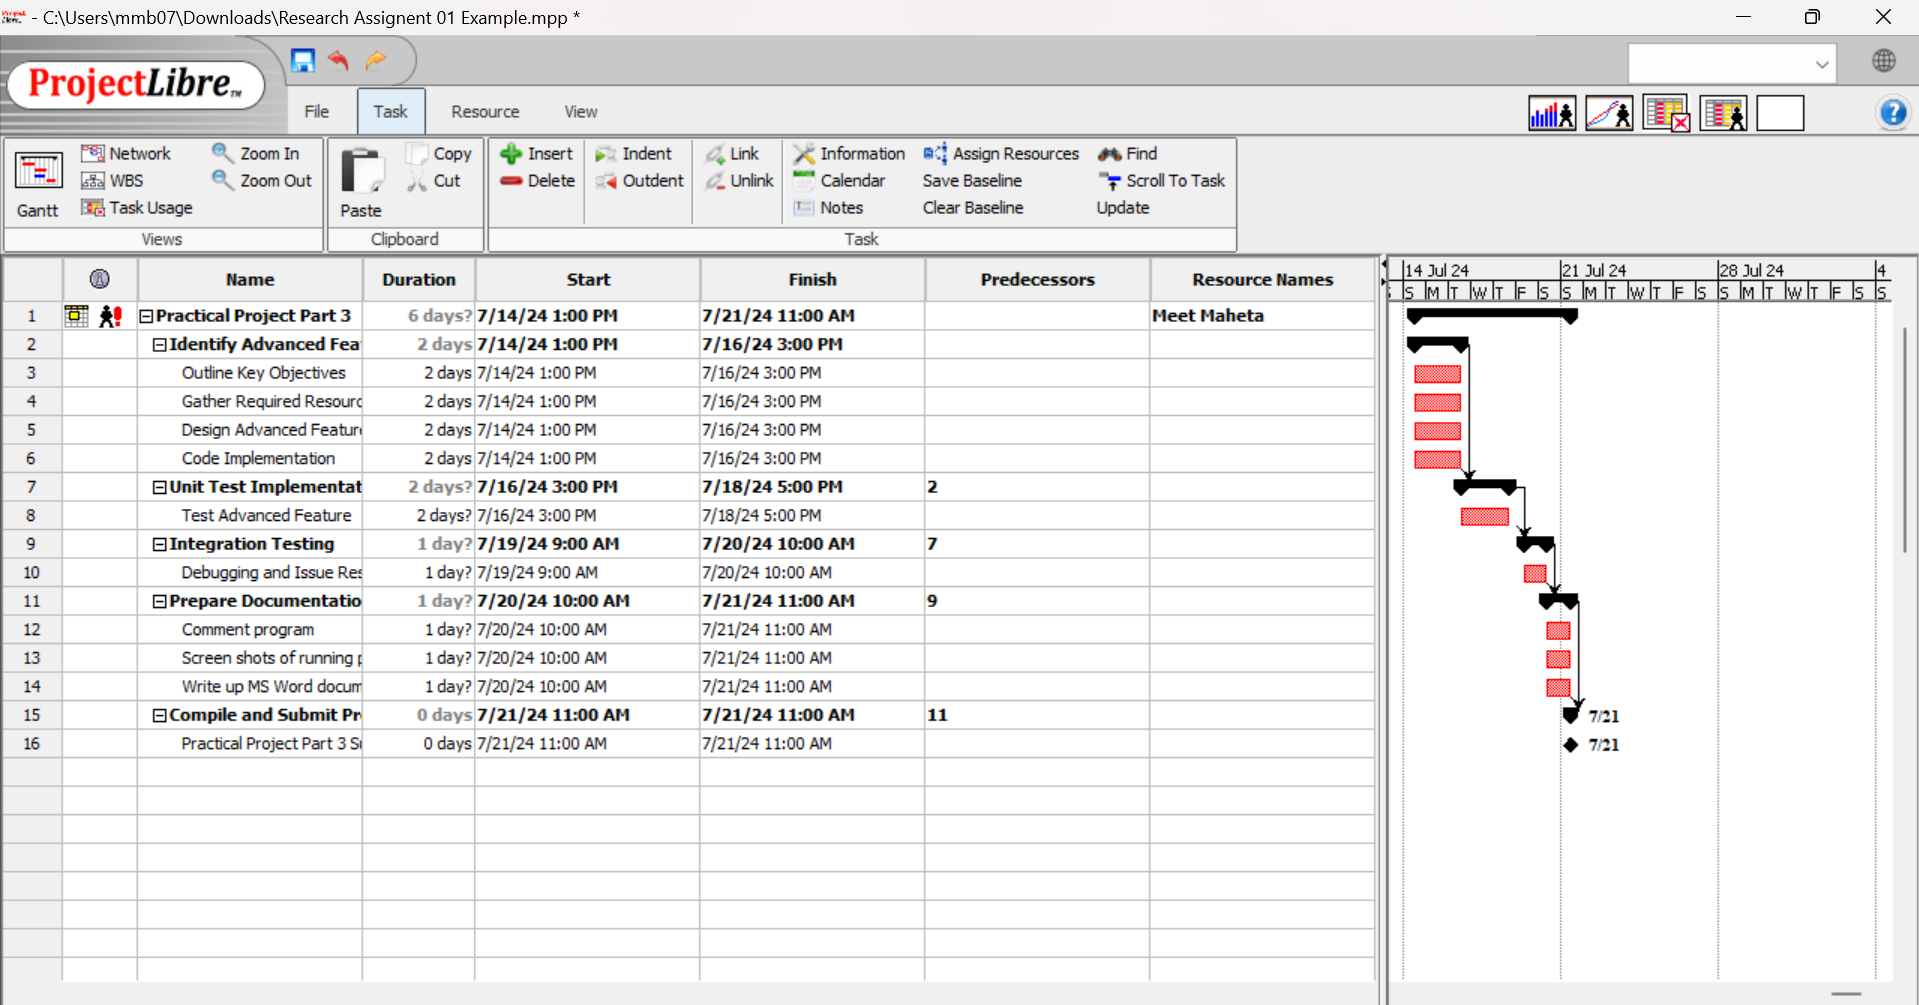 - C:\Users\mmb07\Downloads\Research Assignent 01 Example.mpp *
ProjectLibre™
File Task Resource View
Gantt
Network
WBS
Task Usage
Zoom In
Zoom Out
Views
Paste
Copy
Cut
Clipboard
Insert
Delete
Indent
Outdent
Link
Unlink
Information
Calendar
Notes
Assign Resources
Save Baseline
Clear Baseline
Find
Scroll To Task
Update
Task
Name Duration Start Finish Predecessors Resource Names
1 Practical Project Part 3 6 days? 7/14/24 1:00 PM 7/21/24 11:00 AM Meet Maheta
2 Identify Advanced Fea 2 days 7/14/24 1:00 PM 7/16/24 3:00 PM
3 Outline Key Objectives 2 days 7/14/24 1:00 PM 7/16/24 3:00 PM
4 Gather Required Resourc 2 days 7/14/24 1:00 PM 7/16/24 3:00 PM
5 Design Advanced Featur 2 days 7/14/24 1:00 PM 7/16/24 3:00 PM
6 Code Implementation 2 days 7/14/24 1:00 PM 7/16/24 3:00 PM
7 Unit Test Implementat 2 days? 7/16/24 3:00 PM 7/18/24 5:00 PM 2
8 Test Advanced Feature 2 days? 7/16/24 3:00 PM 7/18/24 5:00 PM
9 Integration Testing 1 day? 7/19/24 9:00 AM 7/20/24 10:00 AM 7
10 Debugging and Issue Res 1 day? 7/19/24 9:00 AM 7/20/24 10:00 AM
11 Prepare Documentatio 1 day? 7/20/24 10:00 AM 7/21/24 11:00 AM 9
12 Comment program 1 day? 7/20/24 10:00 AM 7/21/24 11:00 AM
13 Screen shots of running p 1 day? 7/20/24 10:00 AM 7/21/24 11:00 AM
14 Write up MS Word docum 1 day? 7/20/24 10:00 AM 7/21/24 11:00 AM
15 Compile and Submit Pr 0 days 7/21/24 11:00 AM 7/21/24 11:00 AM 11
16 Practical Project Part 3 S 0 days 7/21/24 11:00 AM 7/21/24 11:00 AM
14 Jul 24 21 Jul 24 28 Jul 24 4
S M T W T F S S M T W T F S S M T W T F S S
7/21
7/21